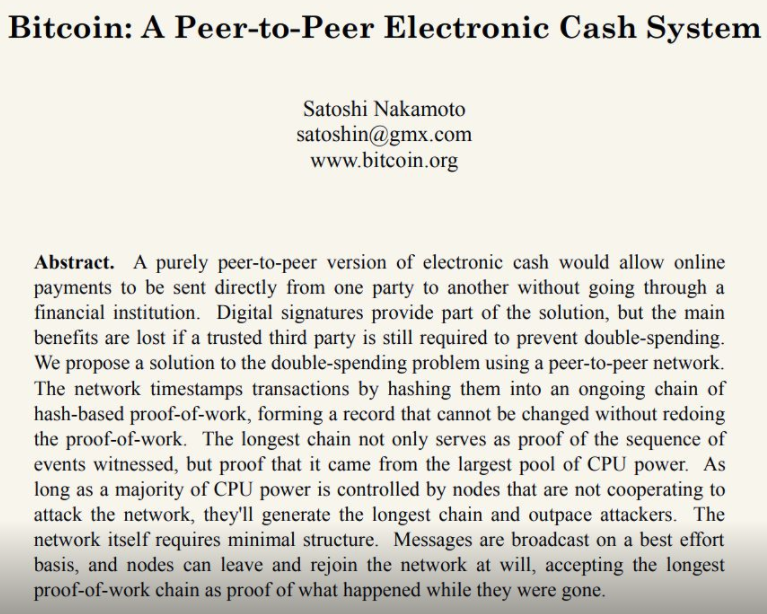 Bitcoin: A Peer-to-Peer Electronic Cash System
Satoshi Nakamoto
satoshin@gmx.com
www.bitcoin.org
Abstract. A purely peer-to-peer version of electronic cash would allow online
payments to be sent directly from one party to another without going through a
financial institution. Digital signatures provide part of the solution, but the main
benefits are lost if a trusted third party is still required to prevent double-spending.
We propose a solution to the double-spending problem using a peer-to-peer network.
The network timestamps transactions by hashing them into an ongoing chain of
hash-based proof-of-work, forming a record that cannot be changed without redoing
the proof-of-work. The longest chain not only serves as proof of the sequence of
events witnessed, but proof that it came from the largest pool of CPU power. As
long as a majority of CPU power is controlled by nodes that are not cooperating to
attack the network, they'll generate the longest chain and outpace attackers. The
network itself requires minimal structure. Messages are broadcast on a best effort
basis, and nodes can leave and rejoin the network at will, accepting the longest
proof-of-work chain as proof of what happened while they were gone.